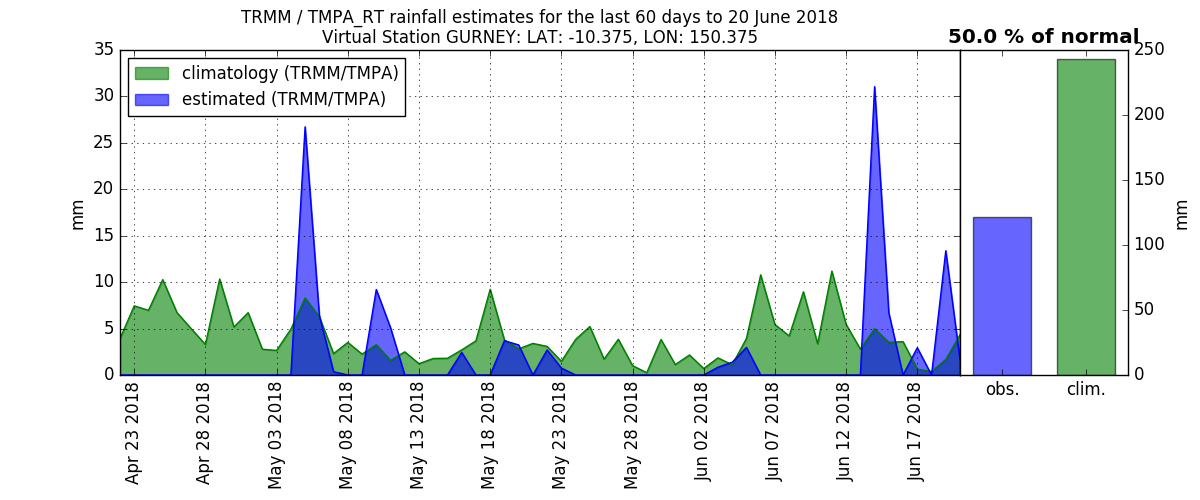 TRMM / TMPA_RT rainfall estimates for the last 60 days to 20 June 2018
Virtual Station GURNEY: LAT: -10.375, LON: 150.375
50.0 % of normal
climatology (TRMM/TMPA)
estimated (TRMM/TMPA)
35
30
25
20
15
10
5
0
mm
250
200
150
100
50
0
mm
Apr 23 2018
Apr 28 2018
May 03 2018
May 08 2018
May 13 2018
May 18 2018
May 23 2018
May 28 2018
Jun 02 2018
Jun 07 2018
Jun 12 2018
Jun 17 2018
obs.
clim.